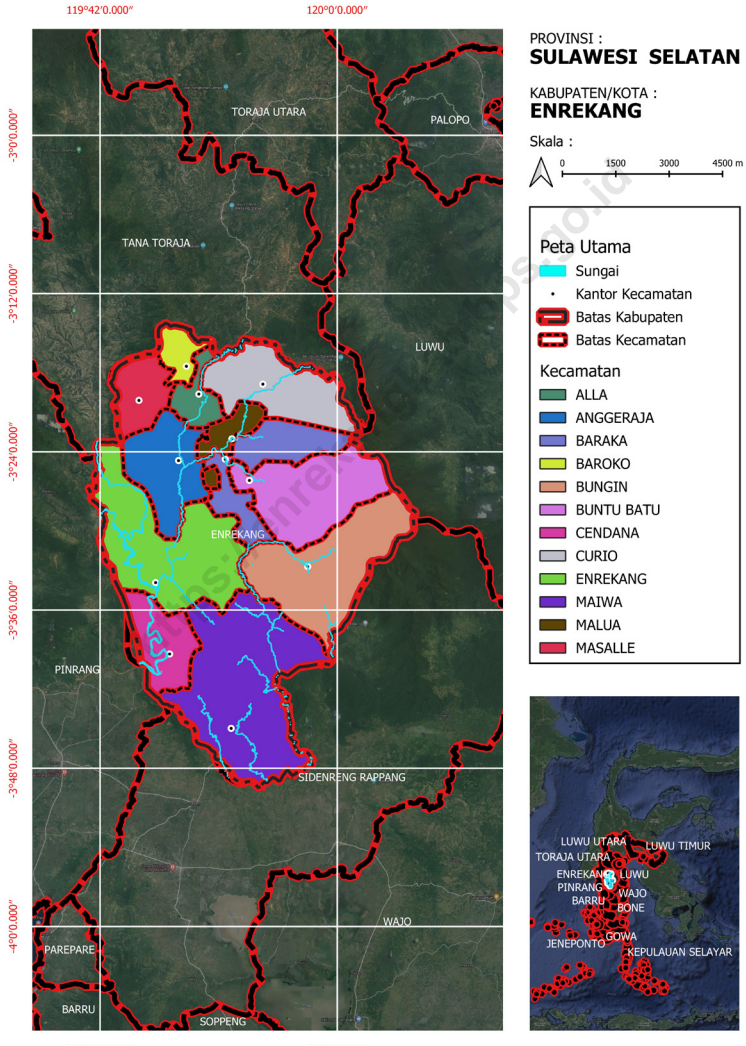 119°42'0.000"
120°0'0.000"
-3°0'0.000"
-3°12'0.000"
-3°24'0.000"
-3°36'0.000"
-3°48'0.000"
-4°0'0.000"
TORAJA UTARA
PALOPO
TANA TORAJA
LUWU
ENREKANG
PINRANG
SIDENRENG RAPPANG
WAJO
PAREPARE
BARRU
SOPPENG
PROVINSI :
SULAWESI SELATAN
KABUPATEN/KOTA :
ENREKANG
Skala :
0 1500 3000 4500 m
Peta Utama
Sungai
Kantor Kecamatan
Batas Kabupaten
Batas Kecamatan
Kecamatan
ALLA
ANGGERAJA
BARAKA
BAROKO
BUNGIN
BUNTU BATU
CENDANA
CURIO
ENREKANG
MAIWA
MALUA
MASALLE
LUWU UTARA
LUWU TIMUR
TORAJA UTARA
ENREKANG
LUWU
PINRANG
WAJO
BARRU
BONE
GOWA
JENEPONTO
KEPULAUAN SELAYAR